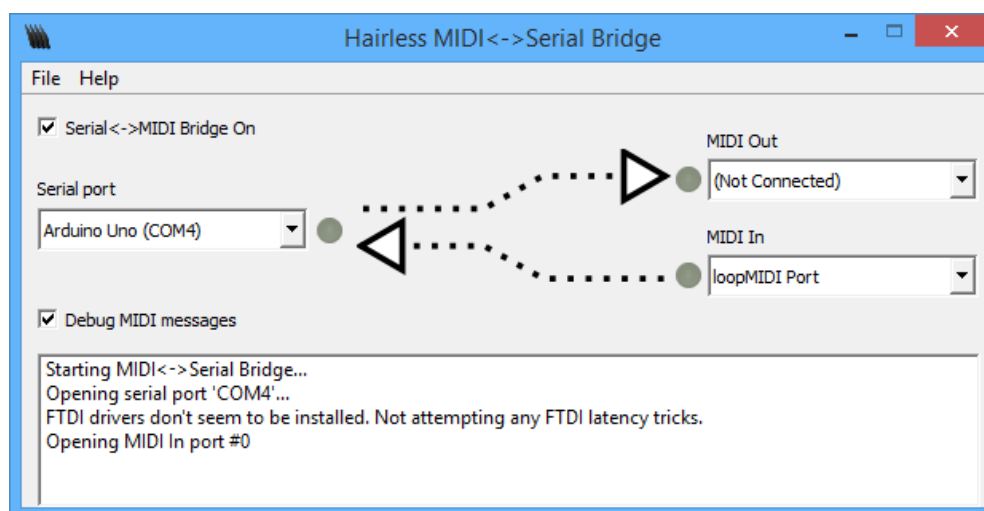 Hairless MIDI<->Serial Bridge
File Help
Serial<->MIDI Bridge On
MIDI Out
(Not Connected)
Serial port
Arduino Uno (COM4)
MIDI In
loopMIDI Port
Debug MIDI messages
Starting MIDI<->Serial Bridge...
Opening serial port 'COM4'...
FTDI drivers don't seem to be installed. Not attempting any FTDI latency tricks.
Opening MIDI In port #0